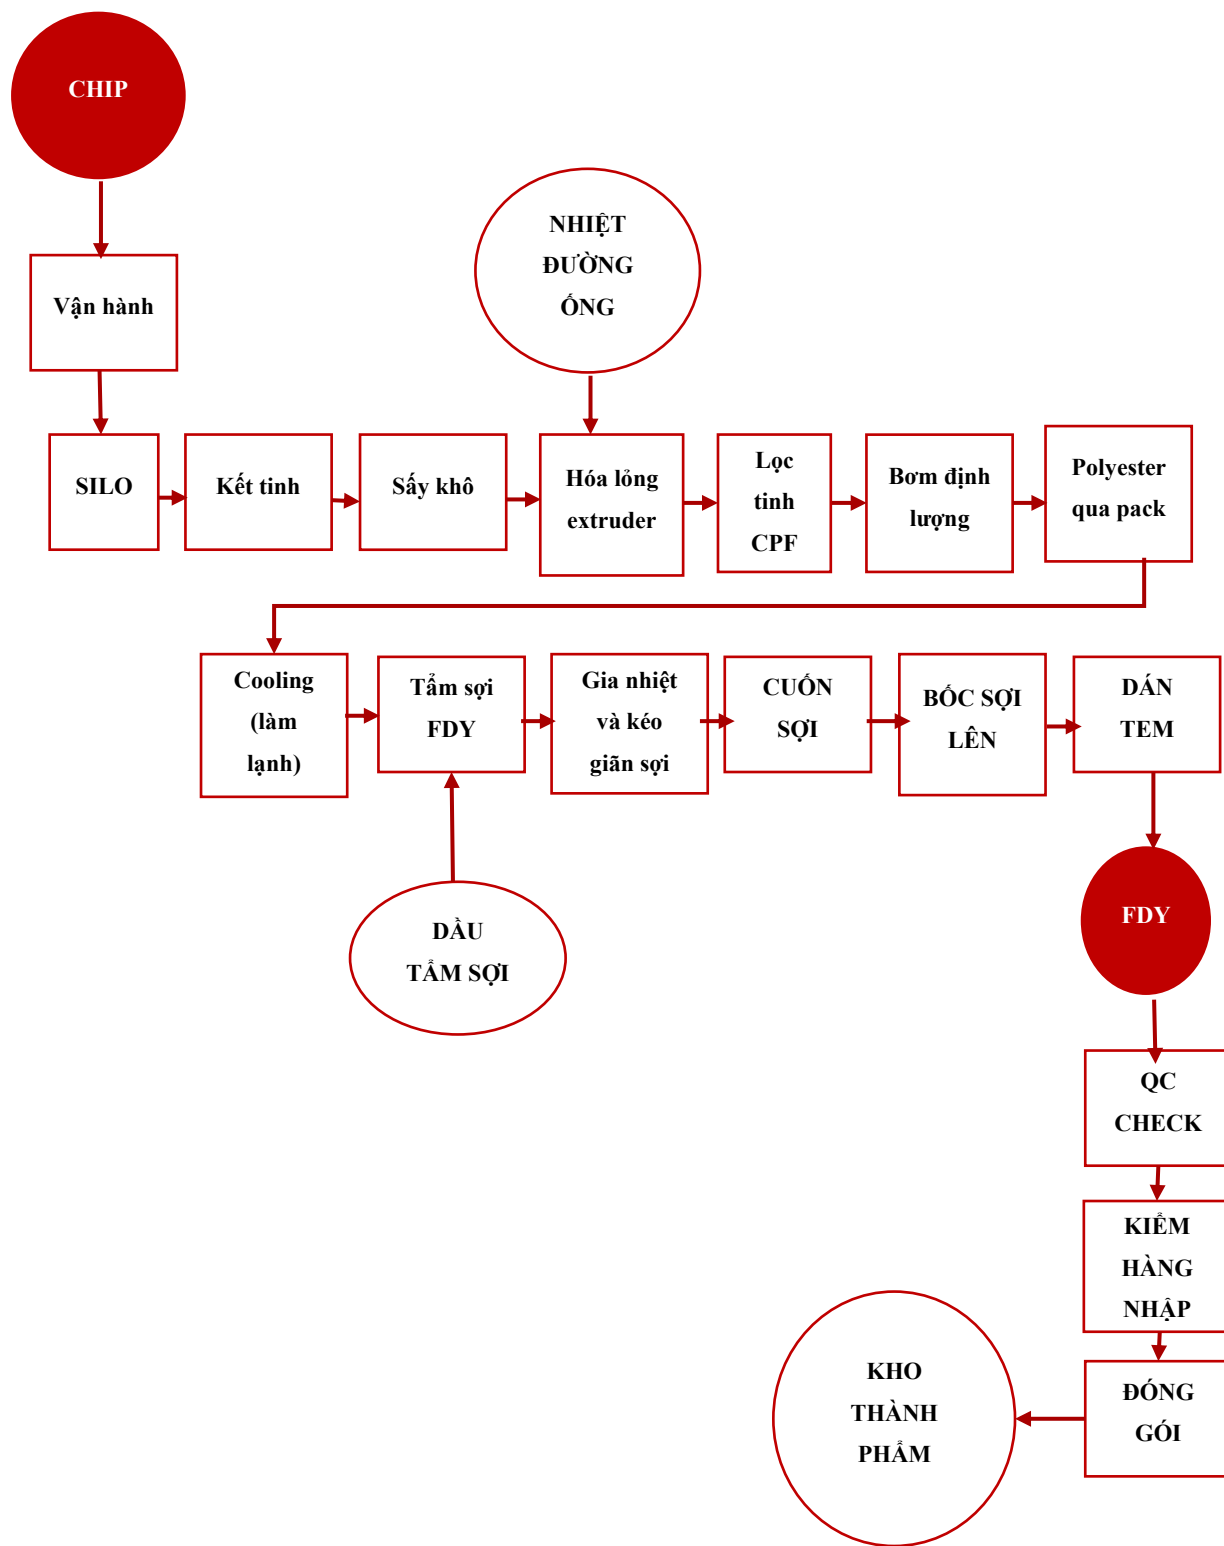 CHIP
NHIỆT
ĐƯỜNG
ỐNG
Vận hành
SILO
Kết tinh
Sấy khô
Hóa lỏng
extruder
Lọc
tinh
CPF
Bơm định
lượng
Polyester
qua pack
Cooling
(làm
lạnh)
Tẩm sợi
FDY
Gia nhiệt
và kéo
giãn sợi
CUỐN
SỢI
BỐC SỢI
LÊN
DÁN
TEM
DẦU
TẨM SỢI
FDY
QC
CHECK
KIỂM
HÀNG
NHẬP
ĐÓNG
GÓI
KHO
THÀNH
PHẨM